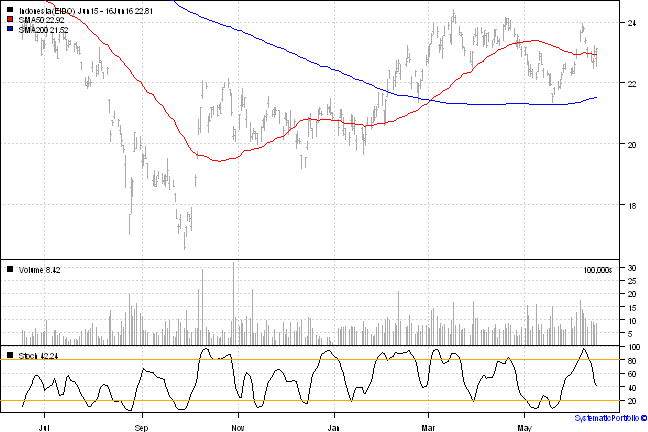 Indonesia(EIDO) Jun 15 - 16Jun16 22.81
SMA50 22.92
SMA200 21.52
24
22
20
18
Volume 8.42
100,000s
30
25
20
15
10
5
Stoch 42.24
100
80
60
40
20
Jul Sep Nov Jan Mar May
SystematicPortfolio ©